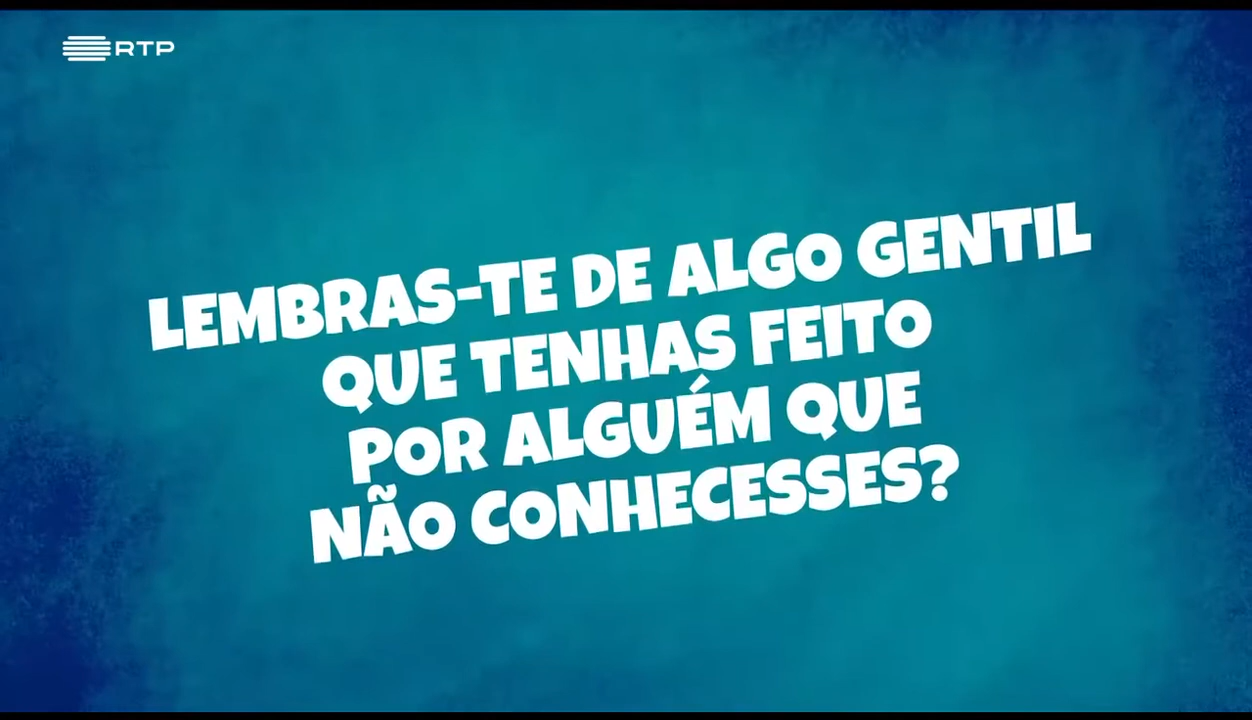 RTP
LEMBRAS-TE DE ALGO GENTIL
QUE TENHAS FEITO
POR ALGUÉM QUE
NÃO CONHECESSES?